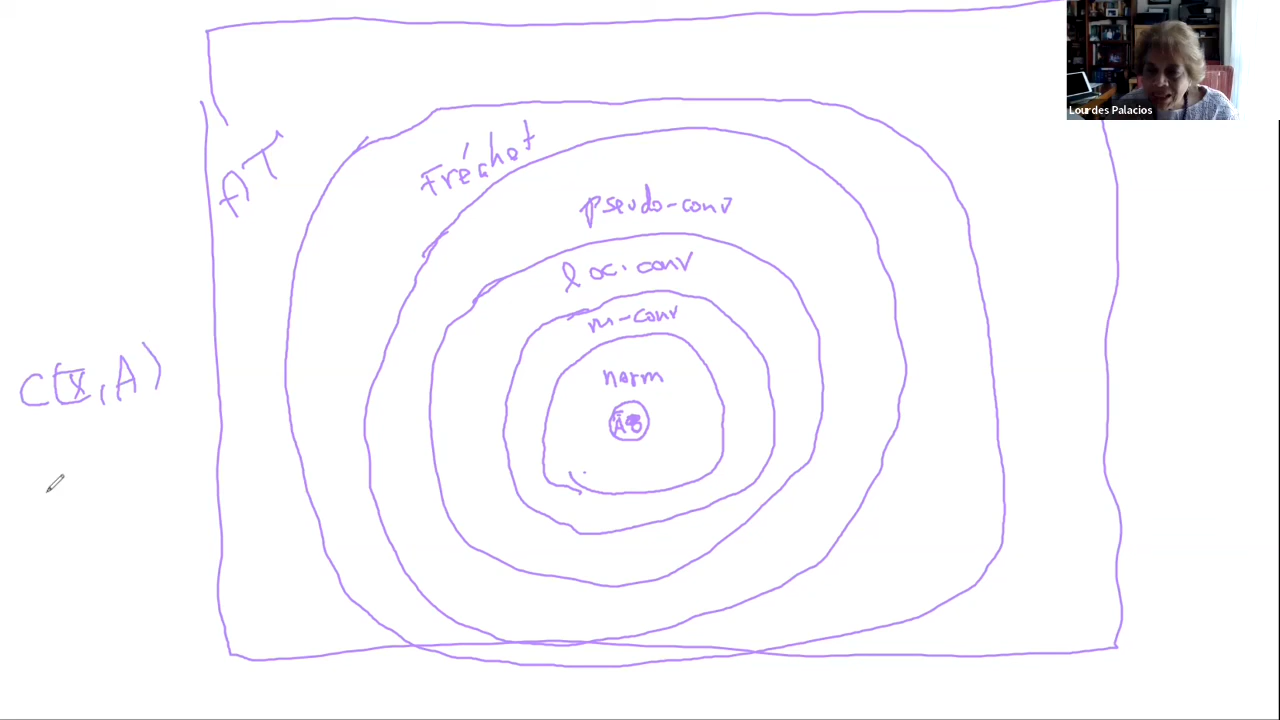 Lourdes Palacios
AT
Fréchet
pseudo-conv
loc. conv
m-conv
norm
C(X, A)